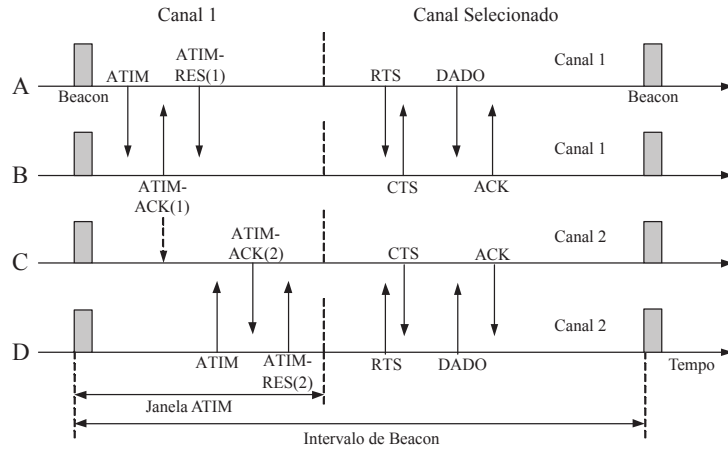 Canal 1
Canal Selecionado
ATIM
ATIM-
RES(1)
RTS
DADO
Canal 1
A
Beacon
Beacon
Canal 1
B
ATIM-
ACK(1)
CTS
ACK
ATIM-
ACK(2)
CTS
ACK
Canal 2
C
Canal 2
D
ATIM
ATIM-
RES(2)
RTS
DADO
Tempo
Janela ATIM
Intervalo de Beacon